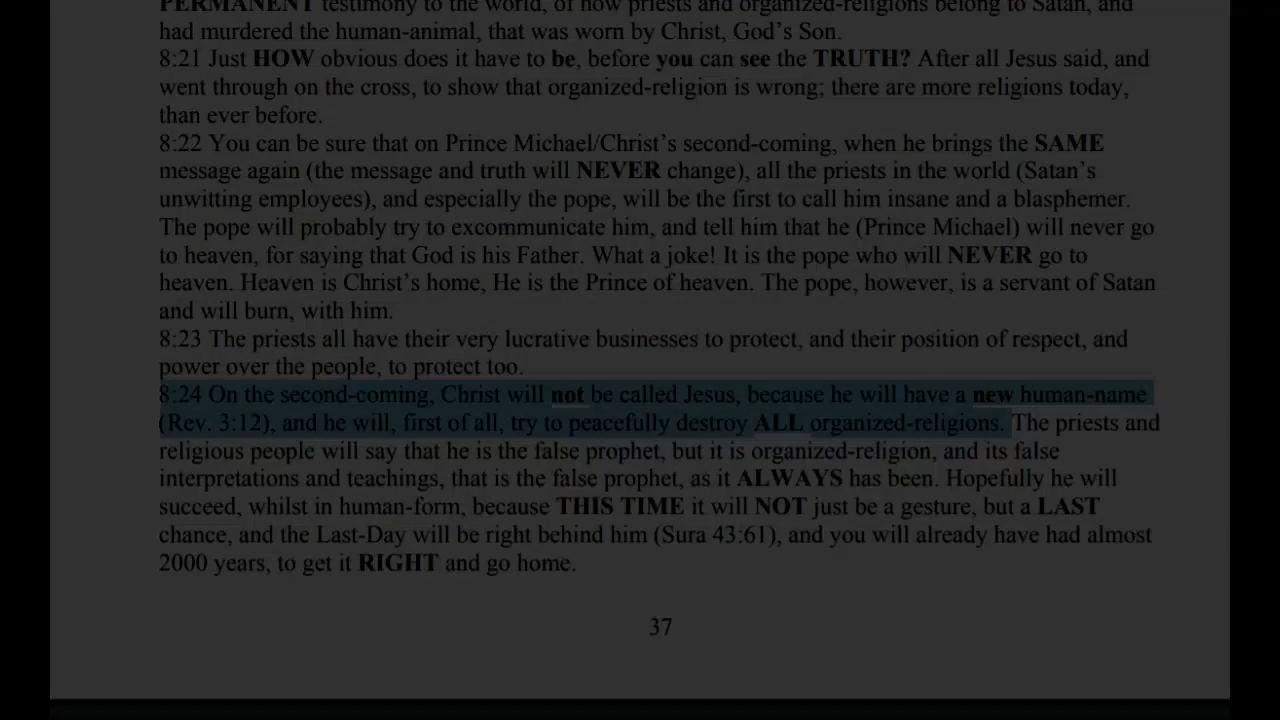 PERMANENT testimony to the world, of how priests and organized-religions belong to Satan, and
had murdered the human-animal, that was worn by Christ, God’s Son.
8:21 Just HOW obvious does it have to be, before you can see the TRUTH? After all Jesus said, and
went through on the cross, to show that organized-religion is wrong; there are more religions today,
than ever before.
8:22 You can be sure that on Prince Michael/Christ’s second-coming, when he brings the SAME
message again (the message and truth will NEVER change), all the priests in the world (Satan’s
unwitting employees), and especially the pope, will be the first to call him insane and a blasphemer.
The pope will probably try to excommunicate him, and tell him that he (Prince Michael) will never go
to heaven, for saying that God is his Father. What a joke! It is the pope who will NEVER go to
heaven. Heaven is Christ’s home, He is the Prince of heaven. The pope, however, is a servant of Satan
and will burn, with him.
8:23 The priests all have their very lucrative businesses to protect, and their position of respect, and
power over the people, to protect too.
8:24 On the second-coming, Christ will not be called Jesus, because he will have a new human-name
(Rev. 3:12), and he will, first of all, try to peacefully destroy ALL organized-religions. The priests and
religious people will say that he is the false prophet, but it is organized-religion, and its false
interpretations and teachings, that is the false prophet, as it ALWAYS has been. Hopefully he will
succeed, whilst in human-form, because THIS TIME it will NOT just be a gesture, but a LAST
chance, and the Last-Day will be right behind him (Sura 43:61), and you will already have had almost
2000 years, to get it RIGHT and go home.
37